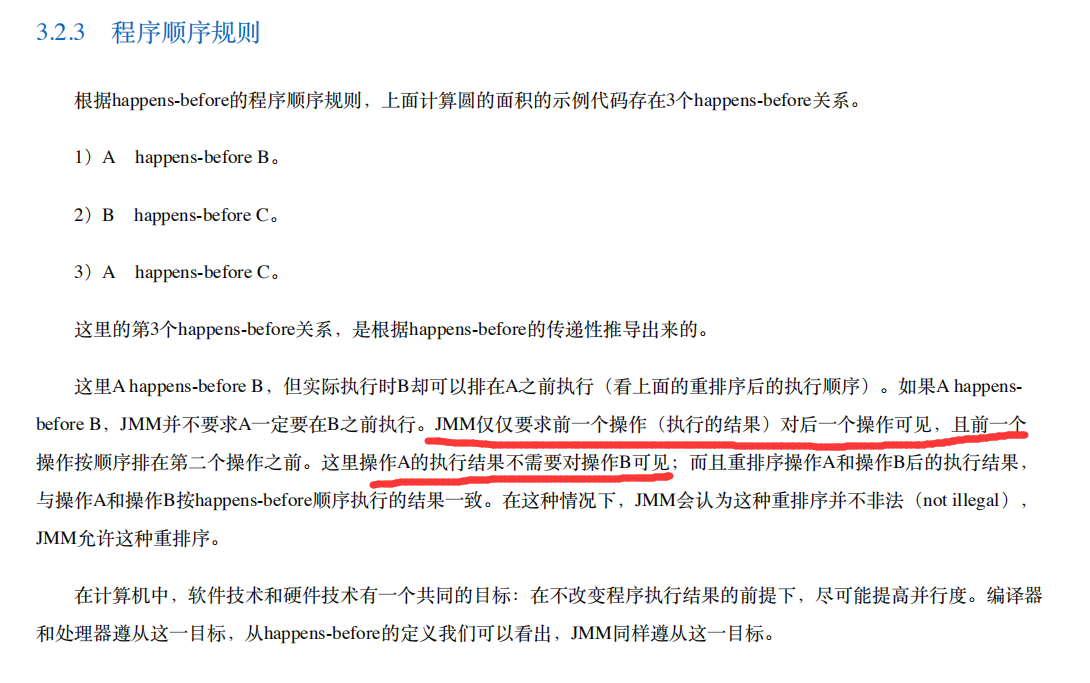 3.2.3 程序顺序规则
根据happens-before的程序顺序规则，上面计算圆的面积的示例代码存在3个happens-before关系。
1）A happens-before B。
2）B happens-before C。
3）A happens-before C。
这里的第3个happens-before关系，是根据happens-before的传递性推导出来的。
这里A happens-before B，但实际执行时B却可以排在A之前执行（看上面的重排序后的执行顺序）。如果A happens-
before B，JMM并不要求A一定要在B之前执行。JMM仅仅要求前一个操作（执行的结果）对后一个操作可见，且前一个
操作按顺序排在第二个操作之前。这里操作A的执行结果不需要对操作B可见；而且重排序操作A和操作B后的执行结果，
与操作A和操作B按happens-before顺序执行的结果一致。在这种情况下，JMM会认为这种重排序并不非法（not illegal），
JMM允许这种重排序。
在计算机中，软件技术和硬件技术有一个共同的目标：在不改变程序执行结果的前提下，尽可能提高并行度。编译器
和处理器遵从这一目标，从happens-before的定义我们可以看出，JMM同样遵从这一目标。